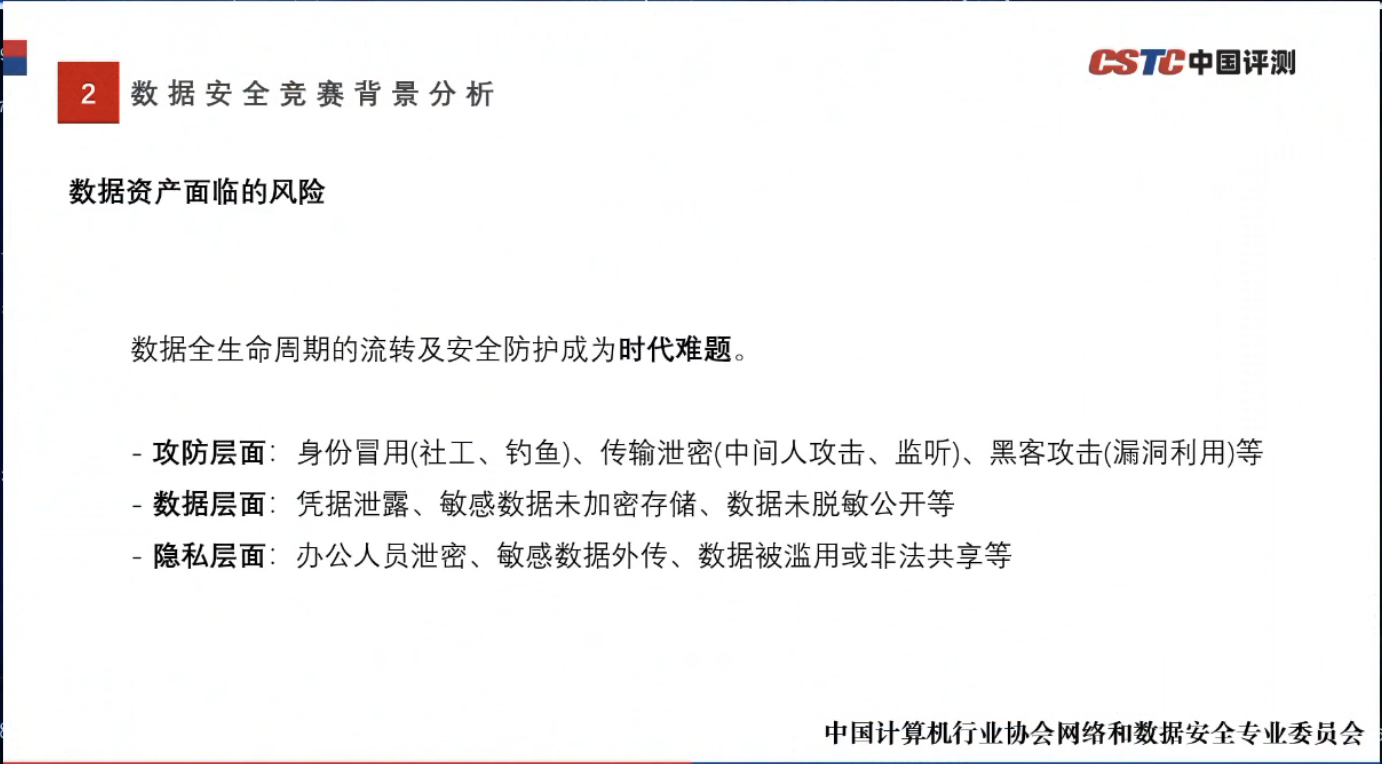 CSTC中国评测
2 数据安全竞赛背景分析
数据资产面临的风险
数据全生命周期的流转及安全防护成为时代难题。
- 攻防层面：身份冒用(社工、钓鱼)、传输泄密(中间人攻击、监听)、黑客攻击(漏洞利用)等
- 数据层面：凭据泄露、敏感数据未加密存储、数据未脱敏公开等
- 隐私层面：办公人员泄密、敏感数据外传、数据被滥用或非法共享等
中国计算机行业协会网络和数据安全专业委员会